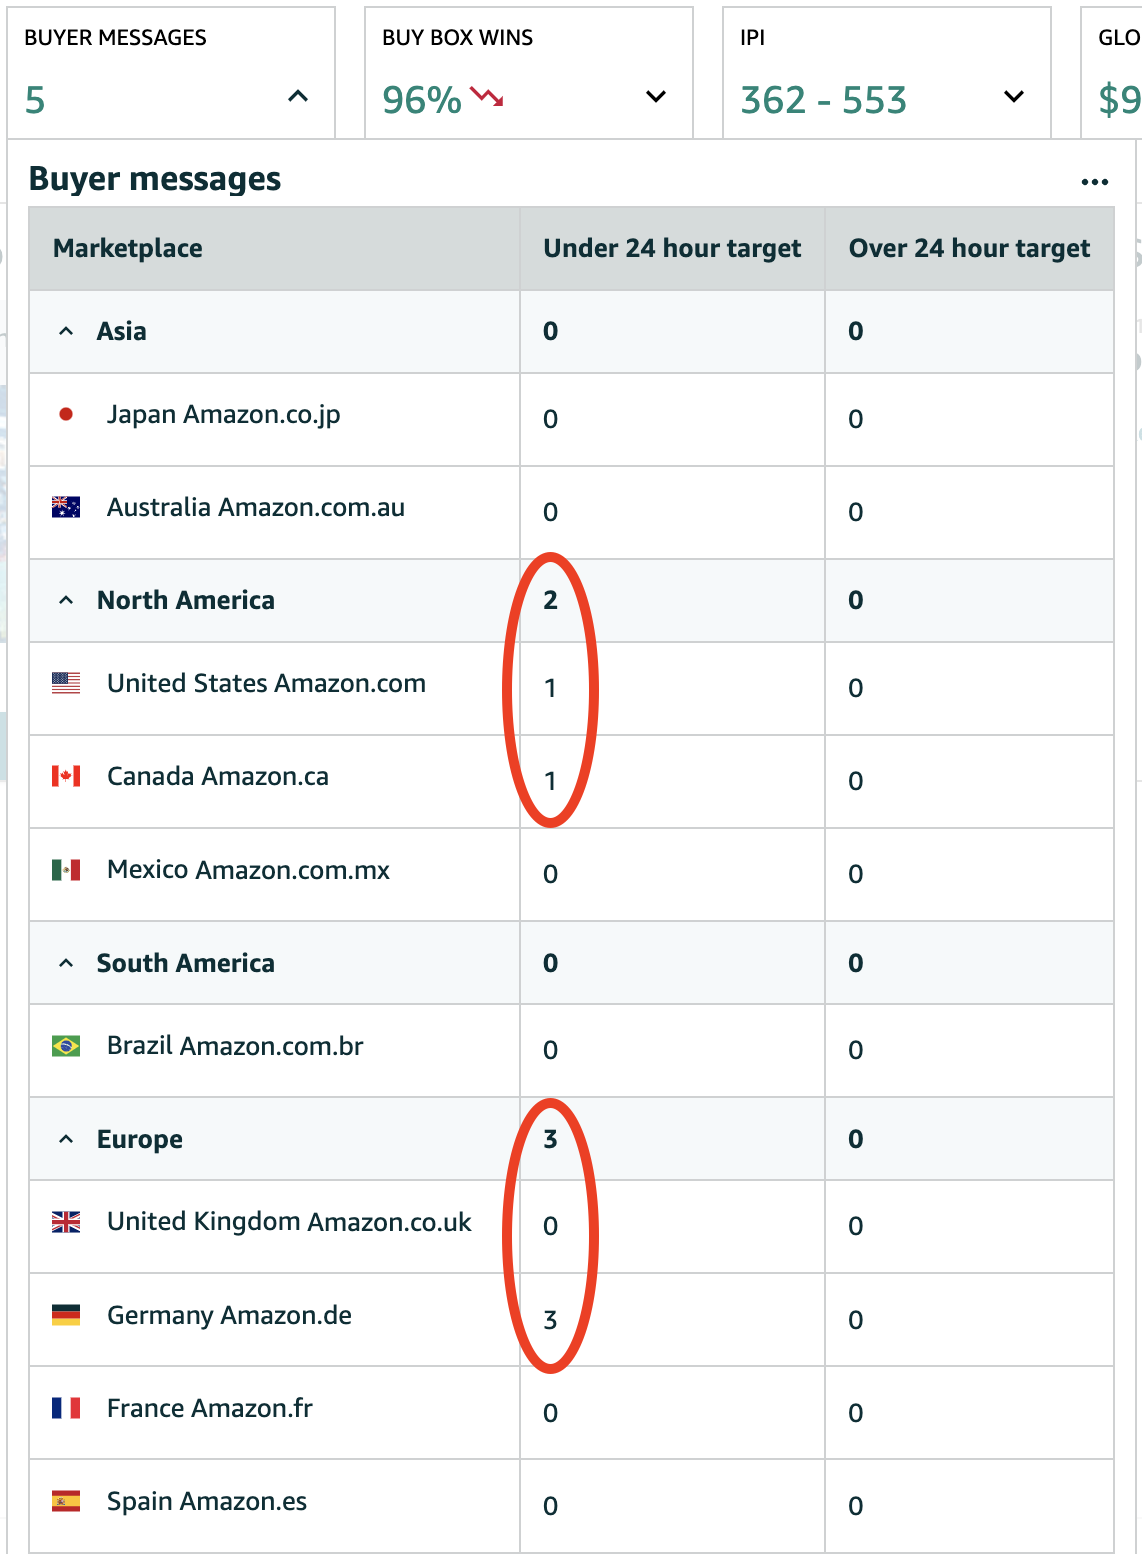 BUYER MESSAGES
5
BUY BOX WINS
96%
IPI
362 - 553
GLO
$9
Buyer messages
Marketplace Under 24 hour target Over 24 hour target
Asia 0 0
Japan Amazon.co.jp 0 0
Australia Amazon.com.au 0 0
North America 2 0
United States Amazon.com 1 0
Canada Amazon.ca 1 0
Mexico Amazon.com.mx 0 0
South America 0 0
Brazil Amazon.com.br 0 0
Europe 3 0
United Kingdom Amazon.co.uk 0 0
Germany Amazon.de 3 0
France Amazon.fr 0 0
Spain Amazon.es 0 0